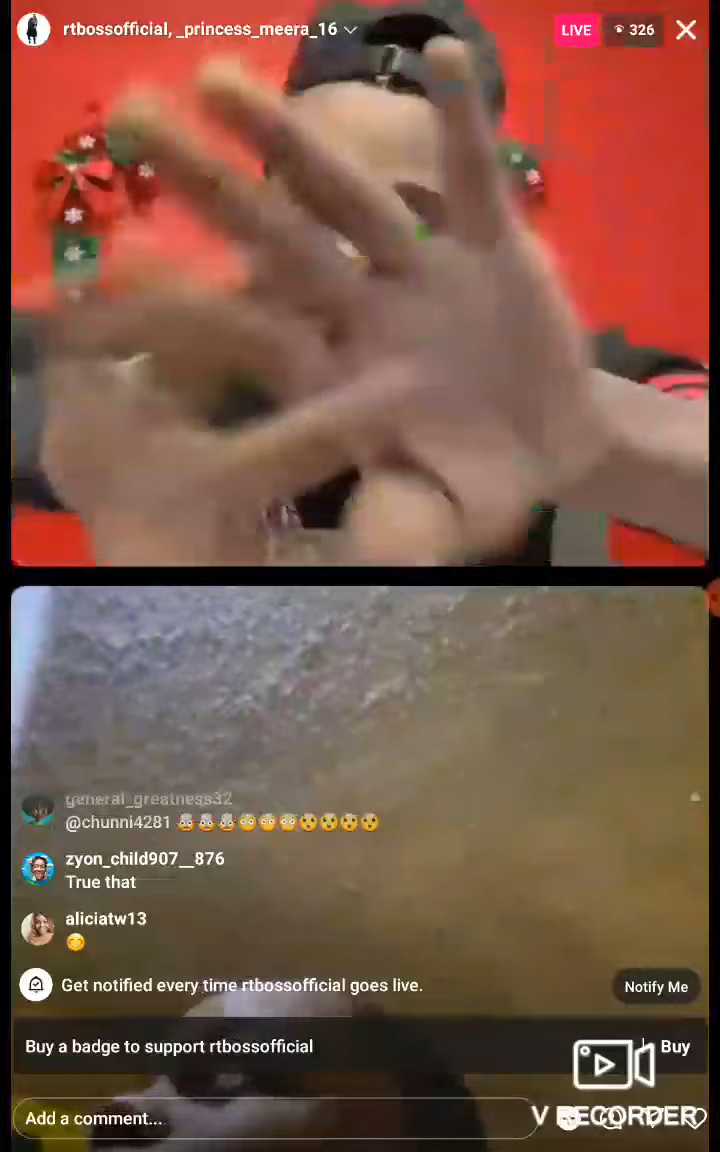 rtbossofficial, _princess_meera_16
LIVE
326
general_greatness32
@chunni4281 
zyon_child907__876
True that
aliciatw13
Get notified every time rtbossofficial goes live.
Notify Me
Buy a badge to support rtbossofficial
Buy
Add a comment...
V RECORDER